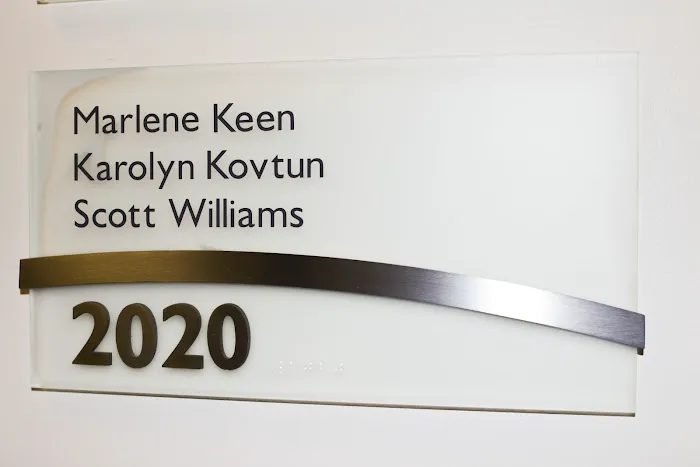 Marlene Keen
Karolyn Kovtun
Scott Williams
2020